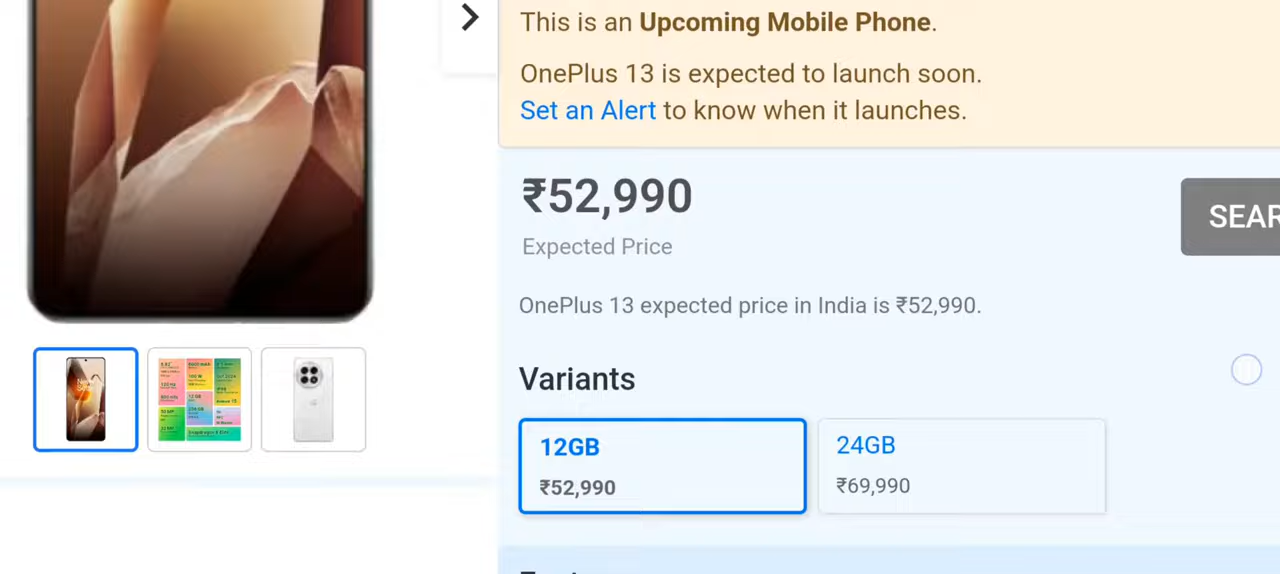 This is an Upcoming Mobile Phone.
OnePlus 13 is expected to launch soon.
Set an Alert to know when it launches.
₹52,990
SEAR
Expected Price
OnePlus 13 expected price in India is ₹52,990.
Variants
12GB
₹52,990
24GB
₹69,990